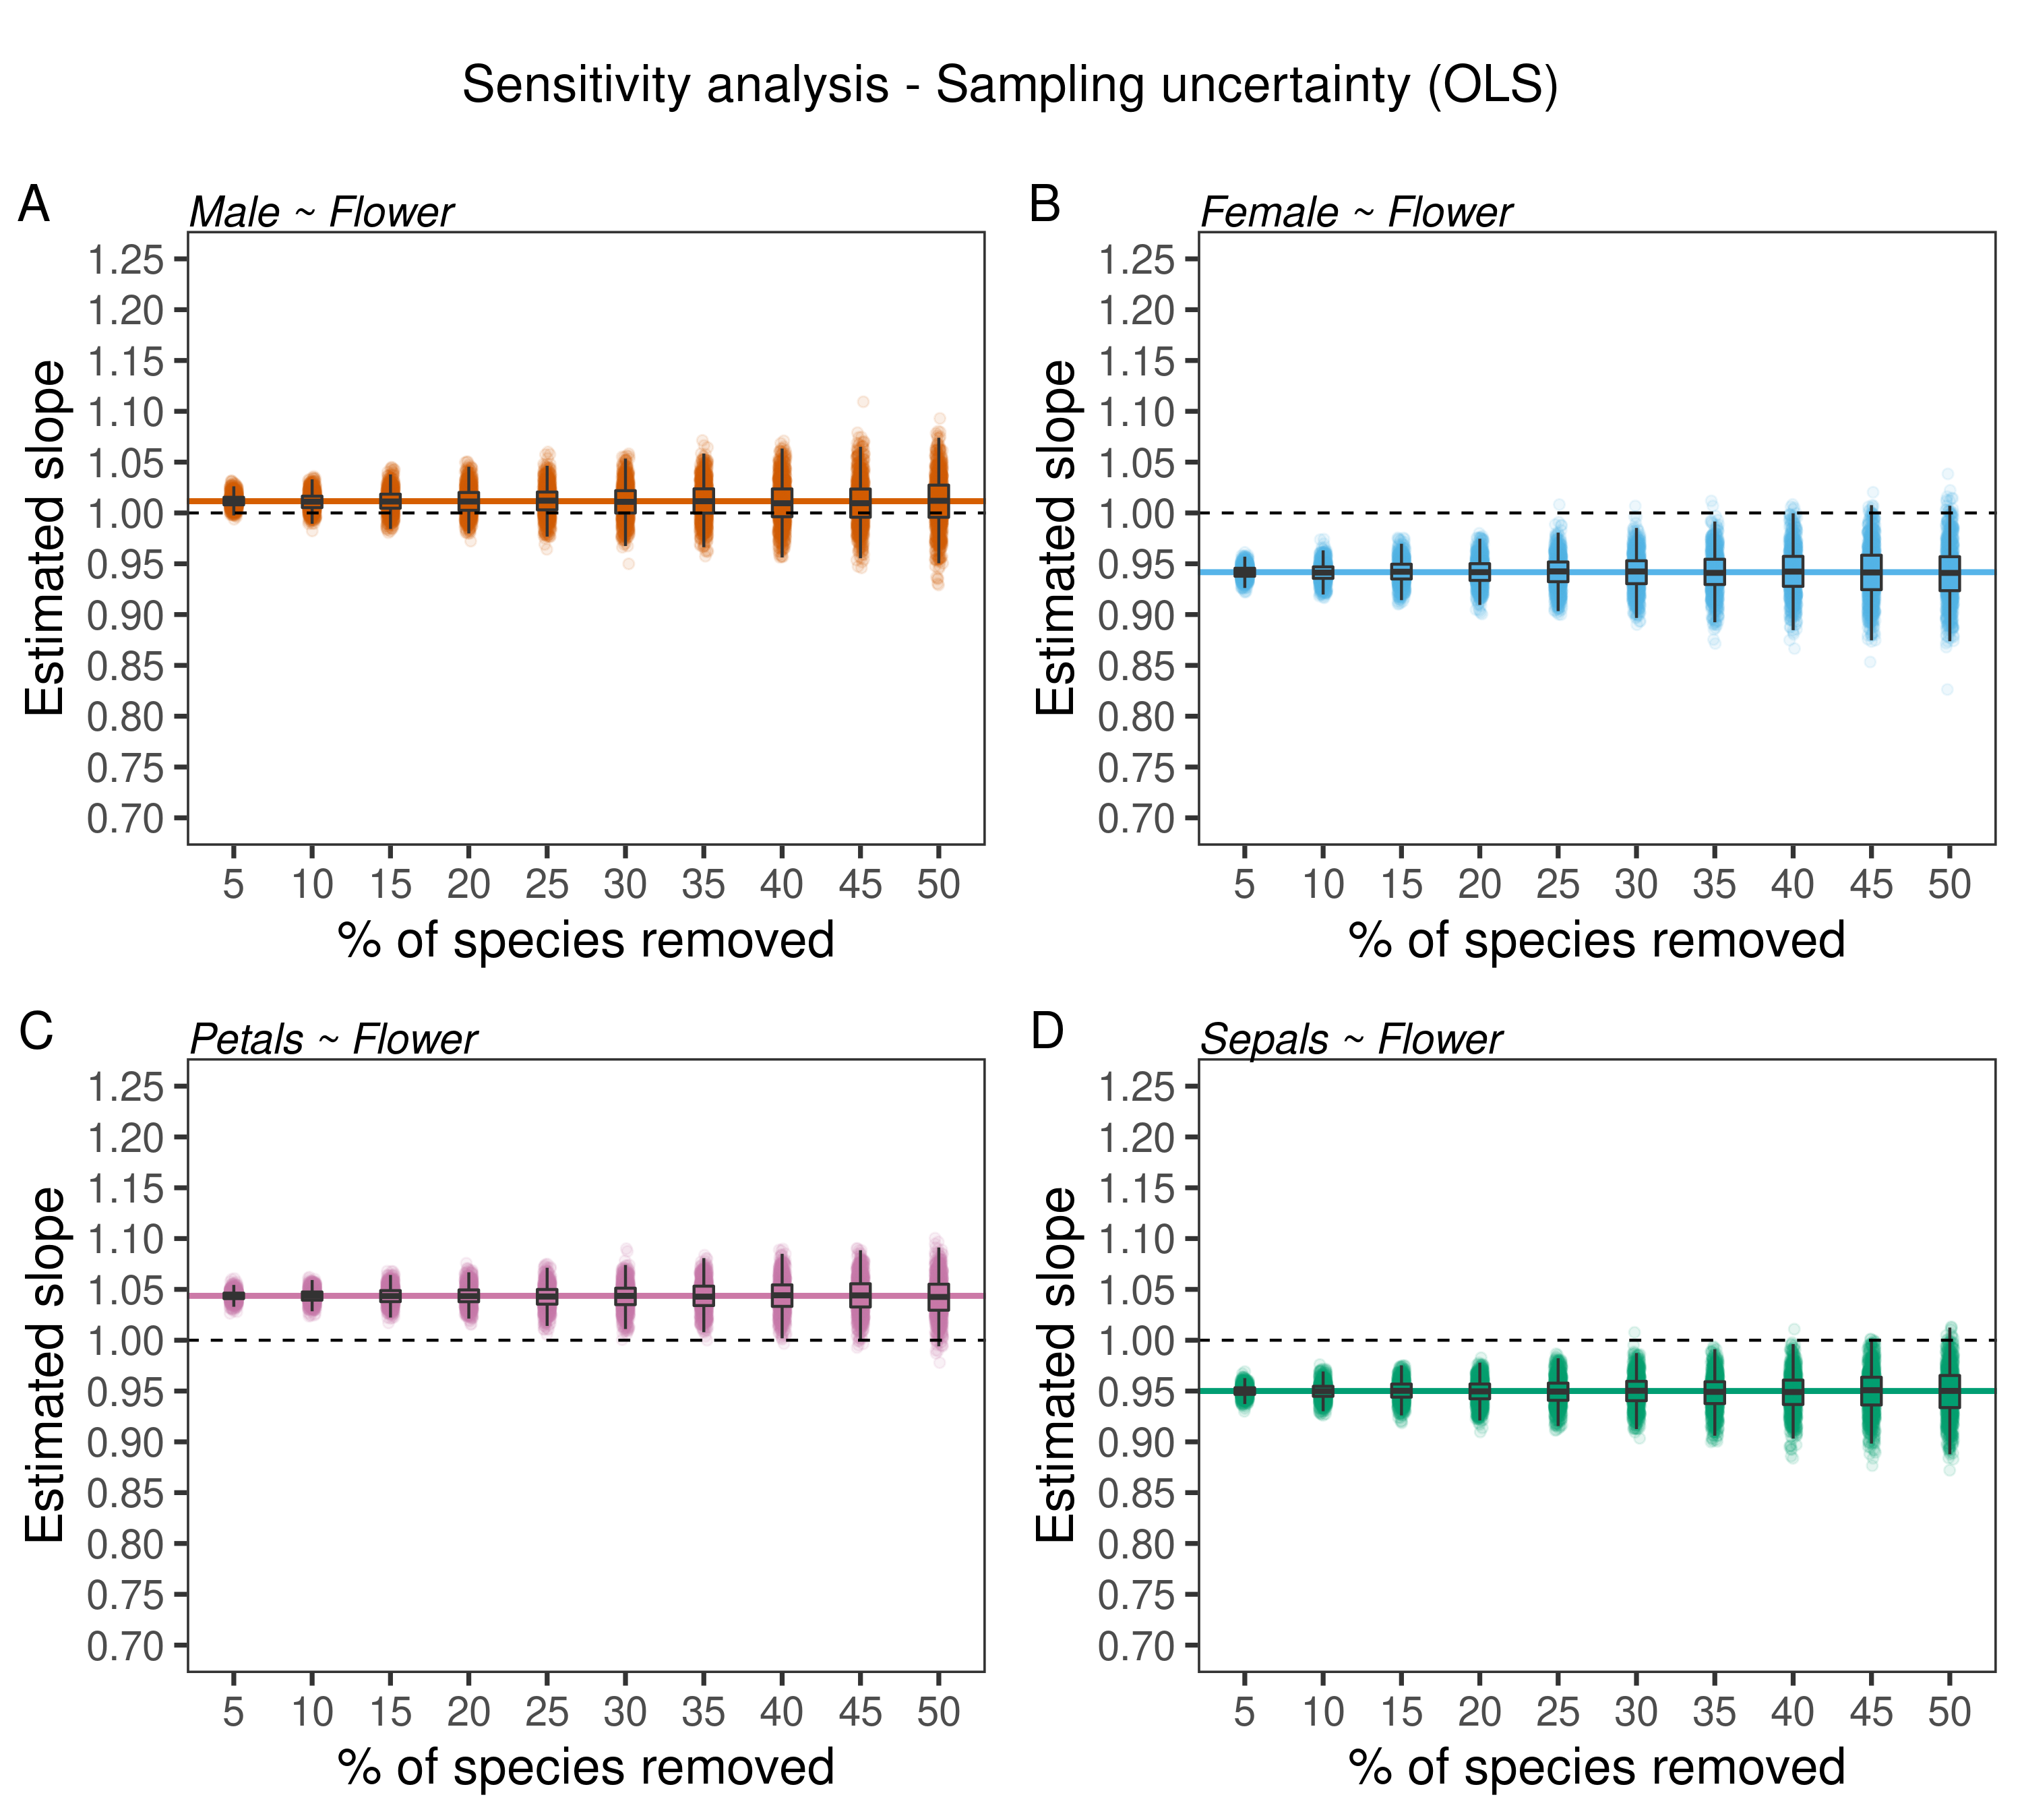 Sensitivity analysis - Sampling uncertainty (OLS)
A
Male ~ Flower
Estimated slope
1.25
1.20
1.15
1.10
1.05
1.00
0.95
0.90
0.85
0.80
0.75
0.70
5 10 15 20 25 30 35 40 45 50
% of species removed
B
Female ~ Flower
Estimated slope
1.25
1.20
1.15
1.10
1.05
1.00
0.95
0.90
0.85
0.80
0.75
0.70
5 10 15 20 25 30 35 40 45 50
% of species removed
C
Petals ~ Flower
Estimated slope
1.25
1.20
1.15
1.10
1.05
1.00
0.95
0.90
0.85
0.80
0.75
0.70
5 10 15 20 25 30 35 40 45 50
% of species removed
D
Sepals ~ Flower
Estimated slope
1.25
1.20
1.15
1.10
1.05
1.00
0.95
0.90
0.85
0.80
0.75
0.70
5 10 15 20 25 30 35 40 45 50
% of species removed